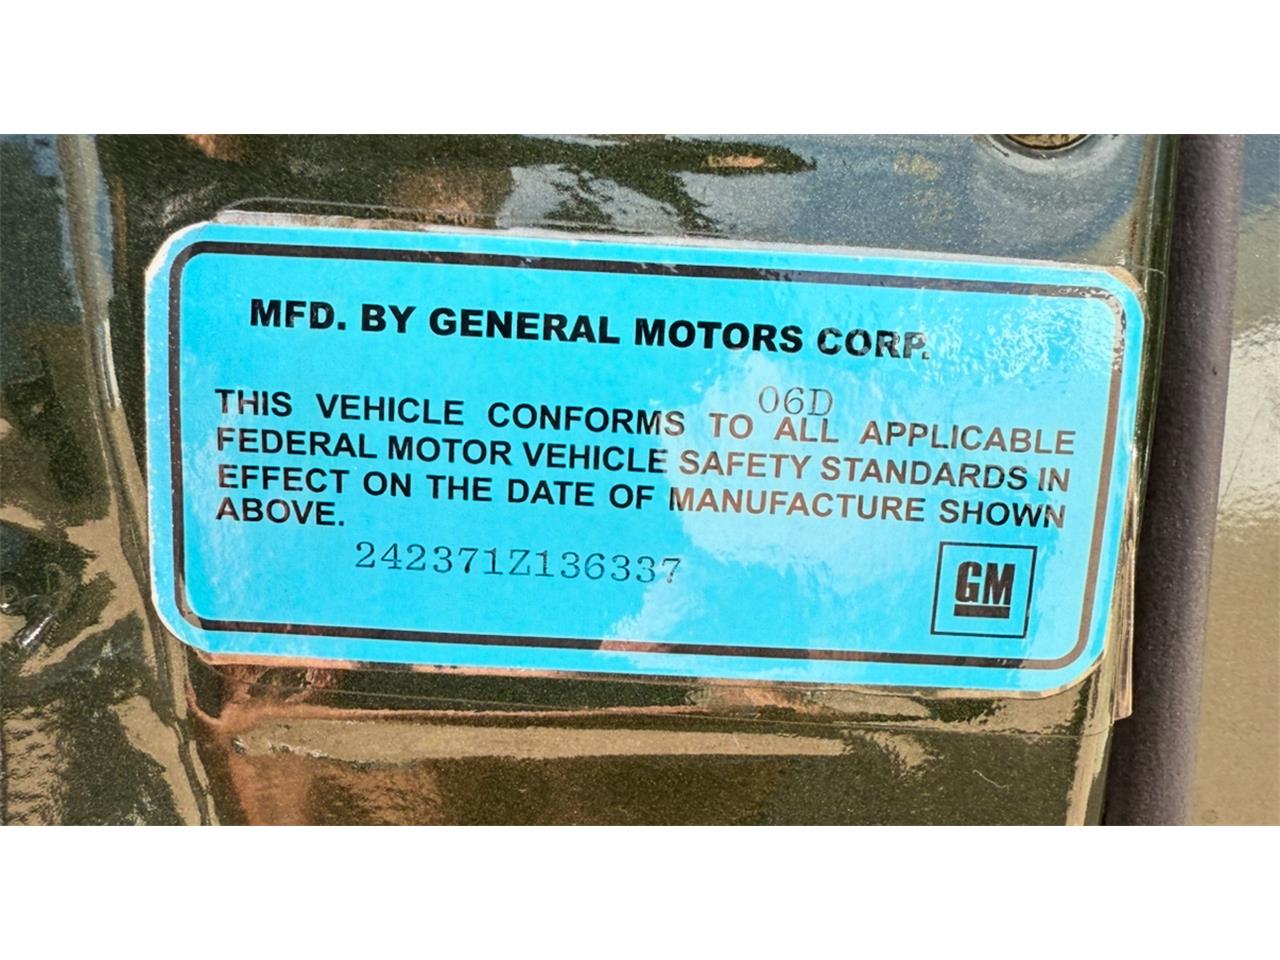 MFD. BY GENERAL MOTORS CORP.
06D
THIS VEHICLE CONFORMS TO ALL APPLICABLE
FEDERAL MOTOR VEHICLE SAFETY STANDARDS IN
EFFECT ON THE DATE OF MANUFACTURE SHOWN
ABOVE.
242371Z136337
GM